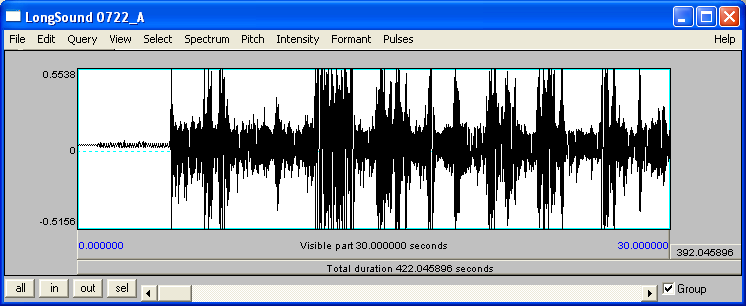 LongSound 0722_A
File Edit Query View Select Spectrum Pitch Intensity Formant Pulses Help
0.5538
0
-0.5156
0.000000 Visible part 30.000000 seconds 30.000000
392.045896
Total duration 422.045896 seconds
all in out sel Group